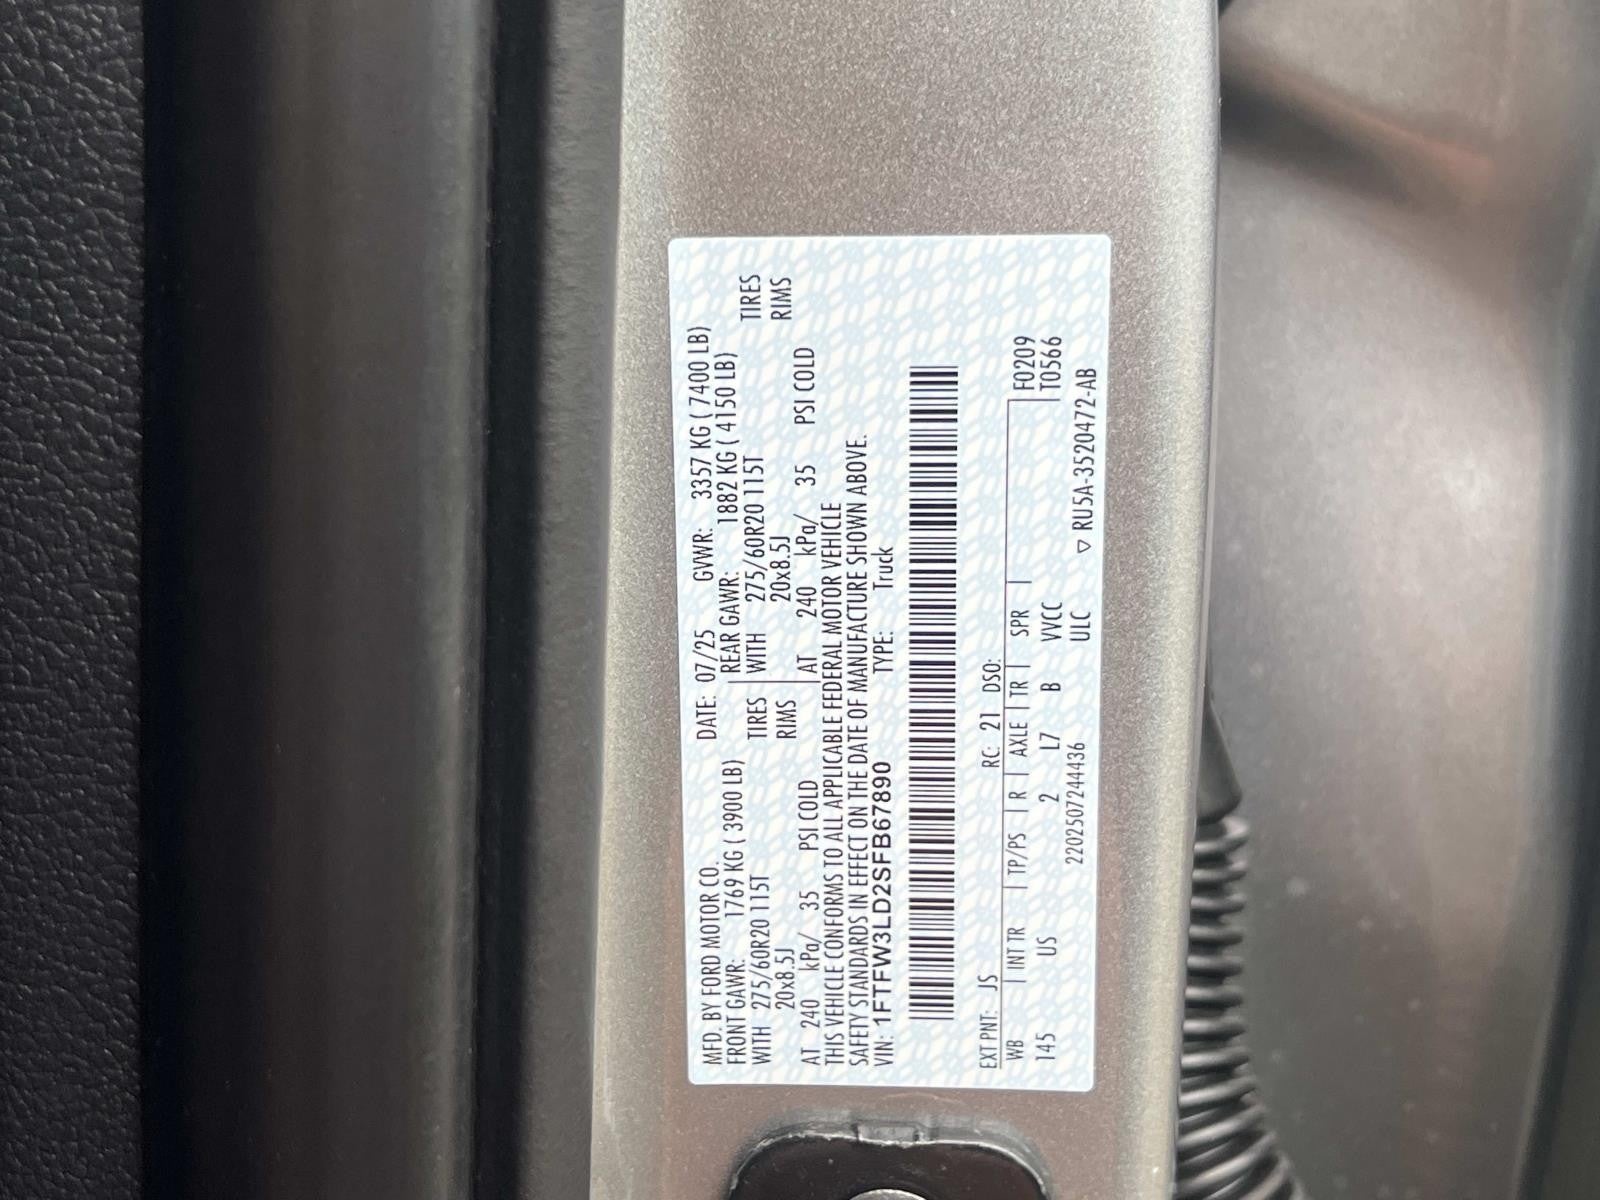 MFD. BY FORD MOTOR CO. DATE: 07/25 GVWR: 3357 KG ( 7400 LB)
FRONT GAWR: 1769 KG ( 3900 LB) REAR GAWR: 1882 KG ( 4150 LB)
WITH 275/60R20 115T TIRES WITH 275/60R20 115T TIRES
20x8.5J RIMS 20x8.5J RIMS
AT 240 kPa/ 35 PSI COLD AT 240 kPa/ 35 PSI COLD
THIS VEHICLE CONFORMS TO ALL APPLICABLE FEDERAL MOTOR VEHICLE
SAFETY STANDARDS IN EFFECT ON THE DATE OF MANUFACTURE SHOWN ABOVE.
VIN: 1FTFW3LD2SFB67890 TYPE: Truck
EXT PNT: JS RC: 21 DSO:
WB INT TR TP/PS R AXLE TR SPR F0209
145 US 2 L7 B VVCC T0566
220250724436 ULC ▽ RU5A-3520472-AB